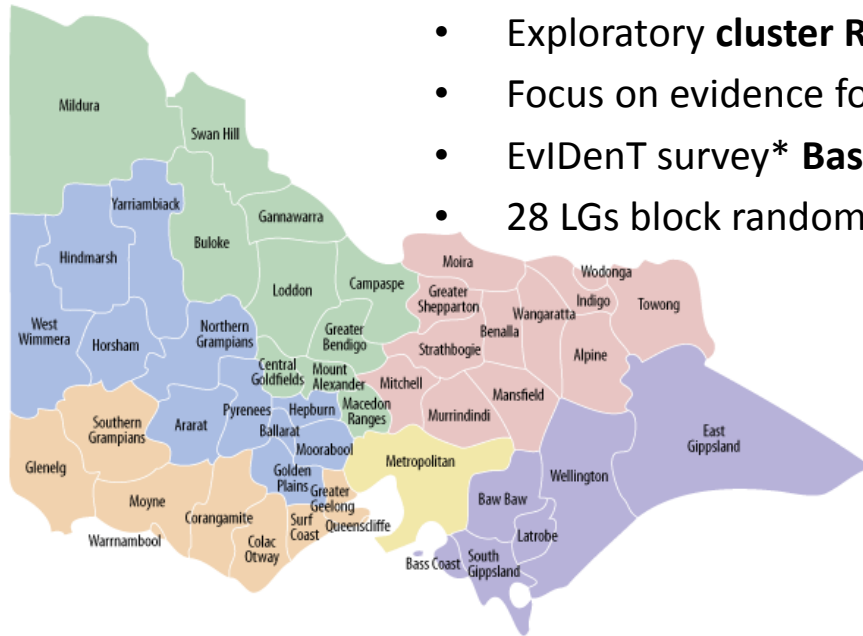 • Exploratory cluster R
• Focus on evidence fo
• EvIDenT survey* Bas
• 28 LGs block random
Mildura
Swan Hill
Yarriambiack
Gannawarra
Buloke
Hindmarsh
Moira
Wodonga
Campaspe
Loddon
Greater
Shepparton
Indigo
Towong
Wangaratta
West
Wimmera
Horsham
Northern
Grampians
Greater
Bendigo
Benalla
Strathbogie
Alpine
Central
Goldfields
Mount
Alexander
Mitchell
Mansfield
Southern
Grampians
Ararat
Pyrenees
Hepburn
Macedon
Ranges
Murrindindi
Ballarat
East
Gippsland
Moorabool
Metropolitan
Glenelg
Golden
Plains
Wellington
Greater
Geelong
Baw Baw
Moyne
Corangamite
Surf
Coast
Queenscliffe
Warrnambool
Colac
Otway
Latrobe
Bass Coast
South
Gippsland